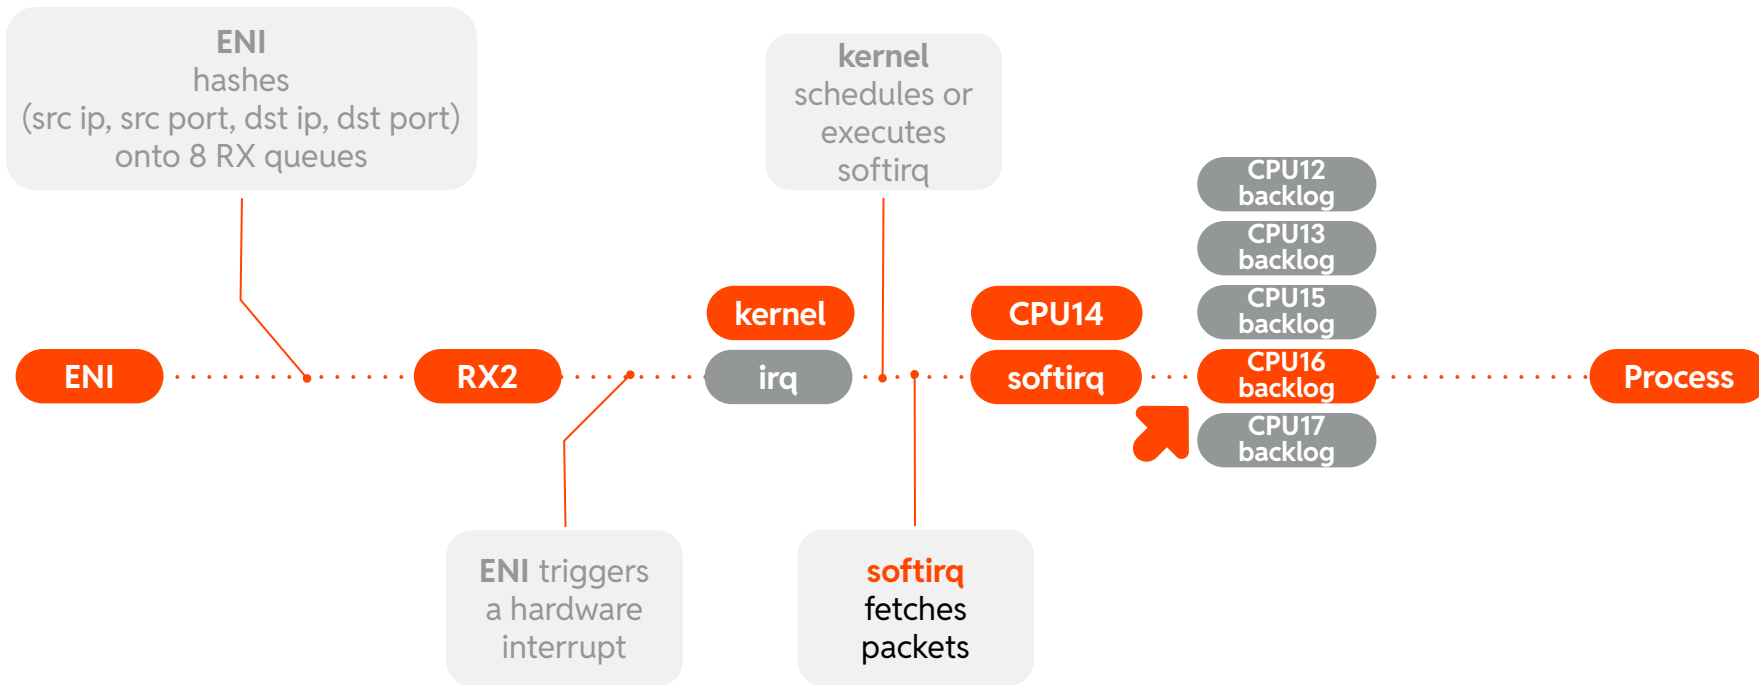 ENI
hashes
(src ip, src port, dst ip, dst port)
onto 8 RX queues
kernel
schedules or
executes
softirq
CPU12
backlog
CPU13
backlog
CPU15
backlog
kernel
CPU14
ENI
RX2
irq
softirq
CPU16
backlog
Process
CPU17
backlog
ENI triggers
a hardware
interrupt
softirq
fetches
packets